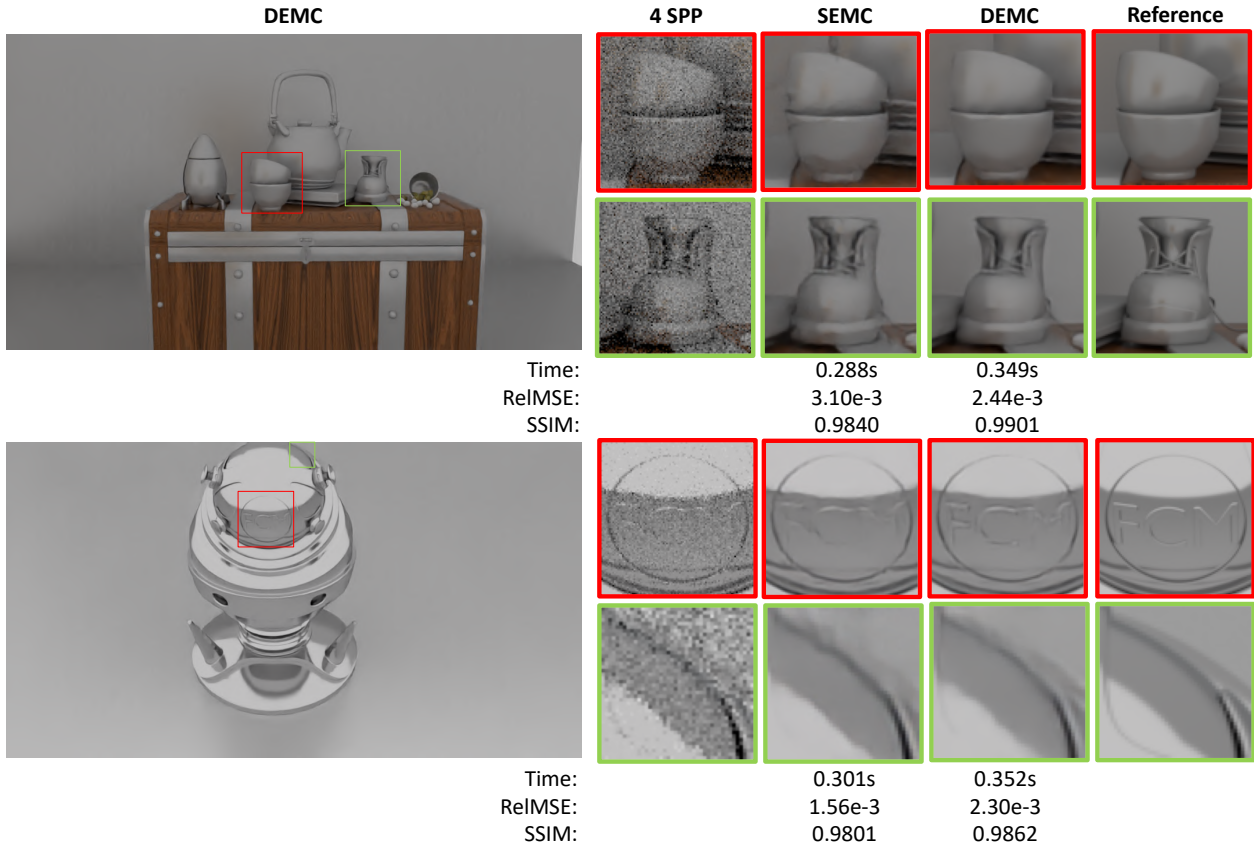 DEMC 4 SPP SEMC DEMC Reference
Time: 0.288s 0.349s
RelMSE: 3.10e-3 2.44e-3
SSIM: 0.9840 0.9901
FCM FCM
Time: 0.301s 0.352s
RelMSE: 1.56e-3 2.30e-3
SSIM: 0.9801 0.9862